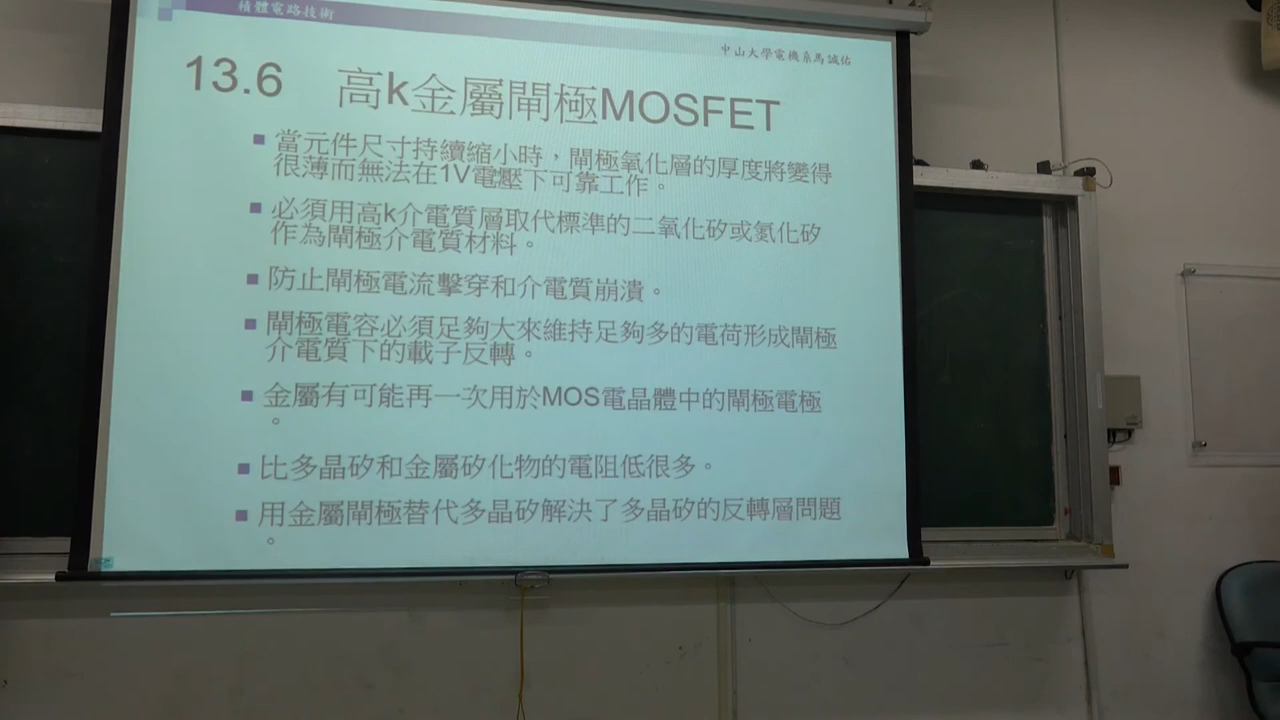 積體電路技術
中山大學電機系馬誠佑
13.6 高k金屬閘極MOSFET
當元件尺寸持續縮小時，閘極氧化層的厚度將變得
很薄而無法在1V電壓下可靠工作。
必須用高k介電質層取代標準的二氧化矽或氮化矽
作為閘極介電質材料。
防止閘極電流擊穿和介電質崩潰。
閘極電容必須足夠大來維持足夠多的電荷形成閘極
介電質下的載子反轉。
金屬有可能再一次用於MOS電晶體中的閘極電極
。
比多晶矽和金屬矽化物的電阻低很多。
用金屬閘極替代多晶矽解決了多晶矽的反轉層問題
。